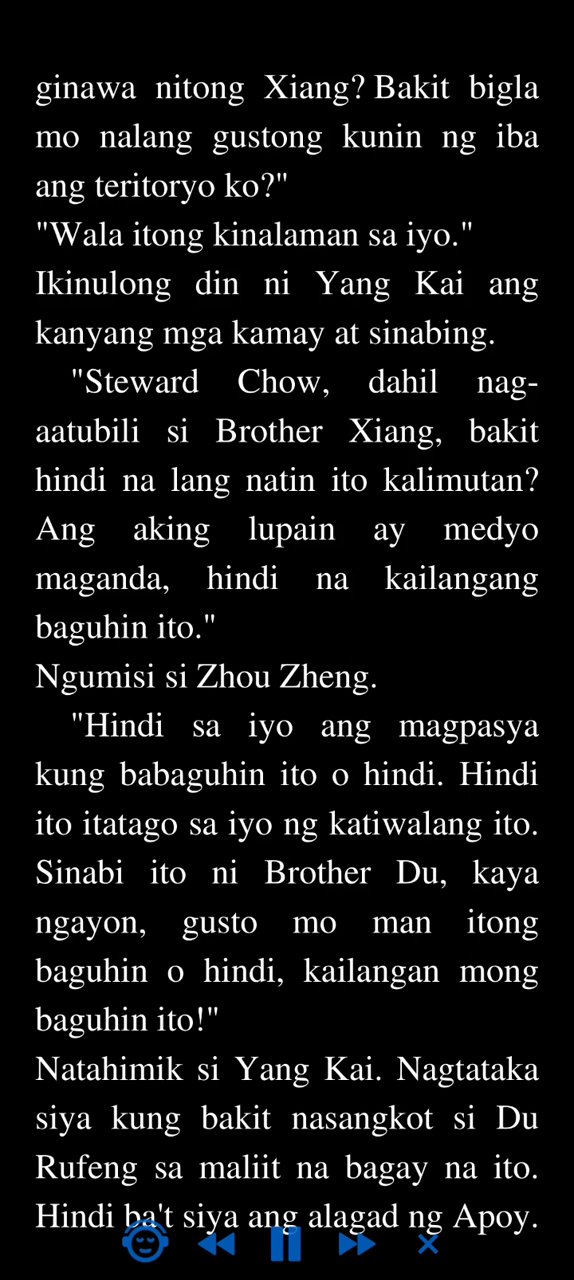 ginawa nitong Xiang? Bakit bigla
mo nalang gustong kunin ng iba
ang teritoryo ko?"
"Wala itong kinalaman sa iyo."
Ikinulong din ni Yang Kai ang
kanyang mga kamay at sinabing.
"Steward Chow, dahil nag-
aatubili si Brother Xiang, bakit
hindi na lang natin ito kalimutan?
Ang aking lupain ay medyo
maganda, hindi na kailangang
baguhin ito."
Ngumisi si Zhou Zheng.
"Hindi sa iyo ang magpasya
kung babaguhin ito o hindi. Hindi
ito itatago sa iyo ng katiwalang ito.
Sinabi ito ni Brother Du, kaya
ngayon, gusto mo man itong
baguhin o hindi, kailangan mong
baguhin ito!"
Natahimik si Yang Kai. Nagtataka
siya kung bakit nasangkot si Du
Rufeng sa maliit na bagay na ito.
Hindi ba't siya ang alagad ng Apoy.